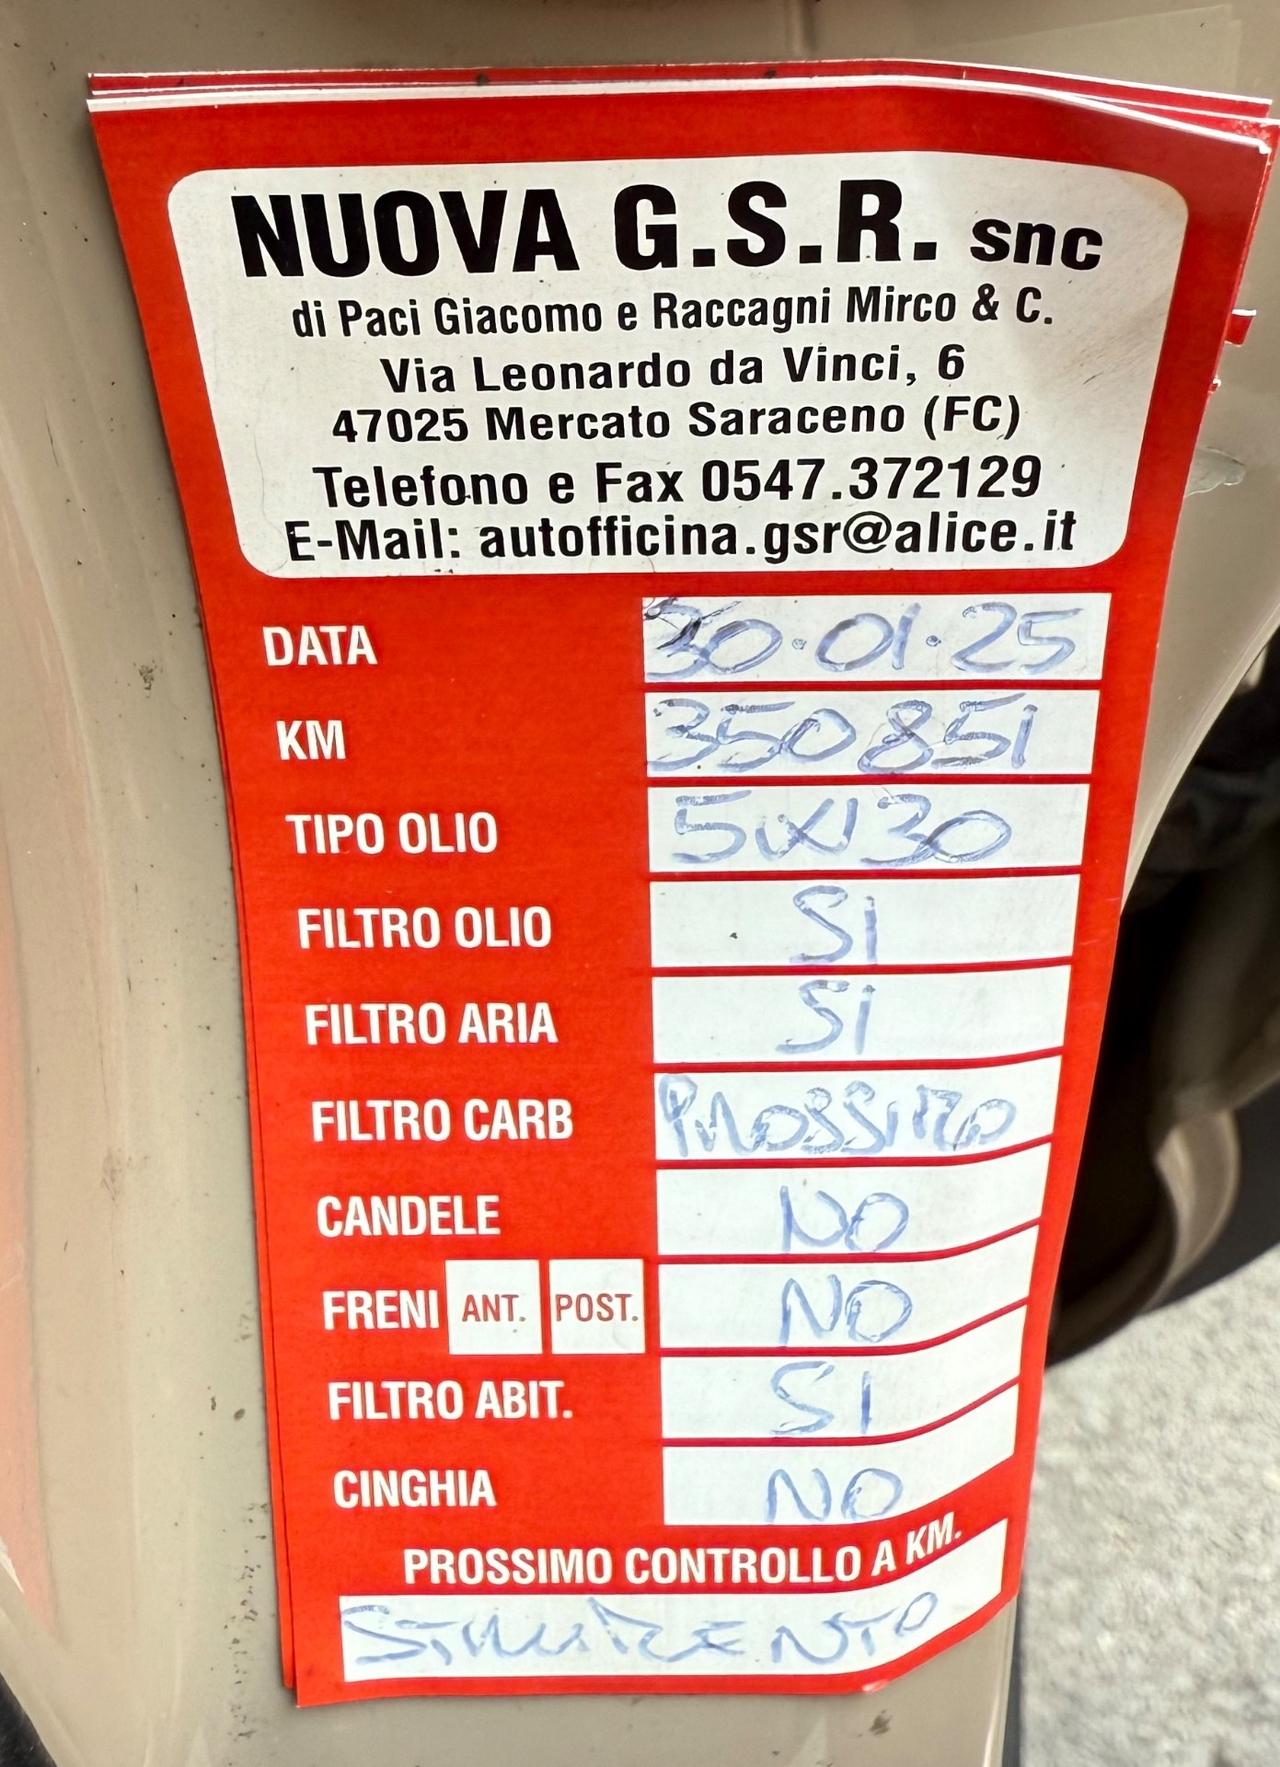 NUOVA G.S.R. snc
di Paci Giacomo e Raccagni Mirco & C.
Via Leonardo da Vinci, 6
47025 Mercato Saraceno (FC)
Telefono e Fax 0547.372129
E-Mail: autofficina.gsr@alice.it
DATA 30.01.25
KM 350851
TIPO OLIO 5W30
FILTRO OLIO SI
FILTRO ARIA SI
FILTRO CARB PROSSIMO
CANDELE NO
FRENI ANT. POST. NO
FILTRO ABIT. SI
CINGHIA NO
PROSSIMO CONTROLLO A KM.
STRUMENTO